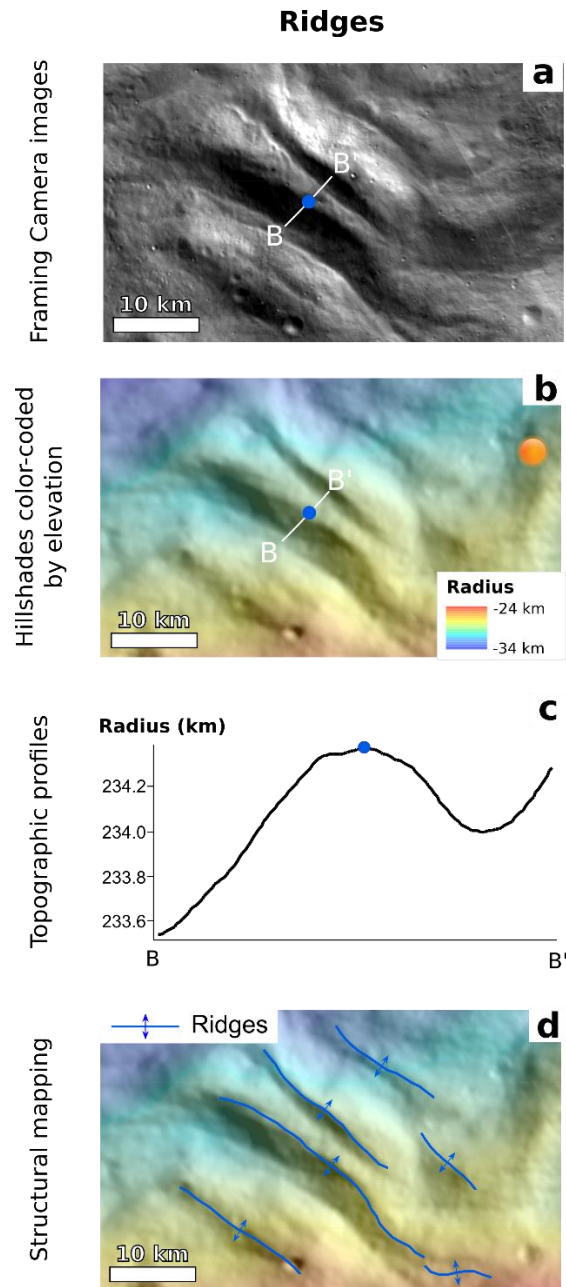 Ridges
Framing Camera images
a
B'
B
10 km
Hillshades color-coded
by elevation
b
B'
B
Radius
-24 km
-34 km
10 km
Topographic profiles
c
Radius (km)
234.2
234.0
233.8
233.6
B
B'
Structural mapping
Ridges
d
10 km